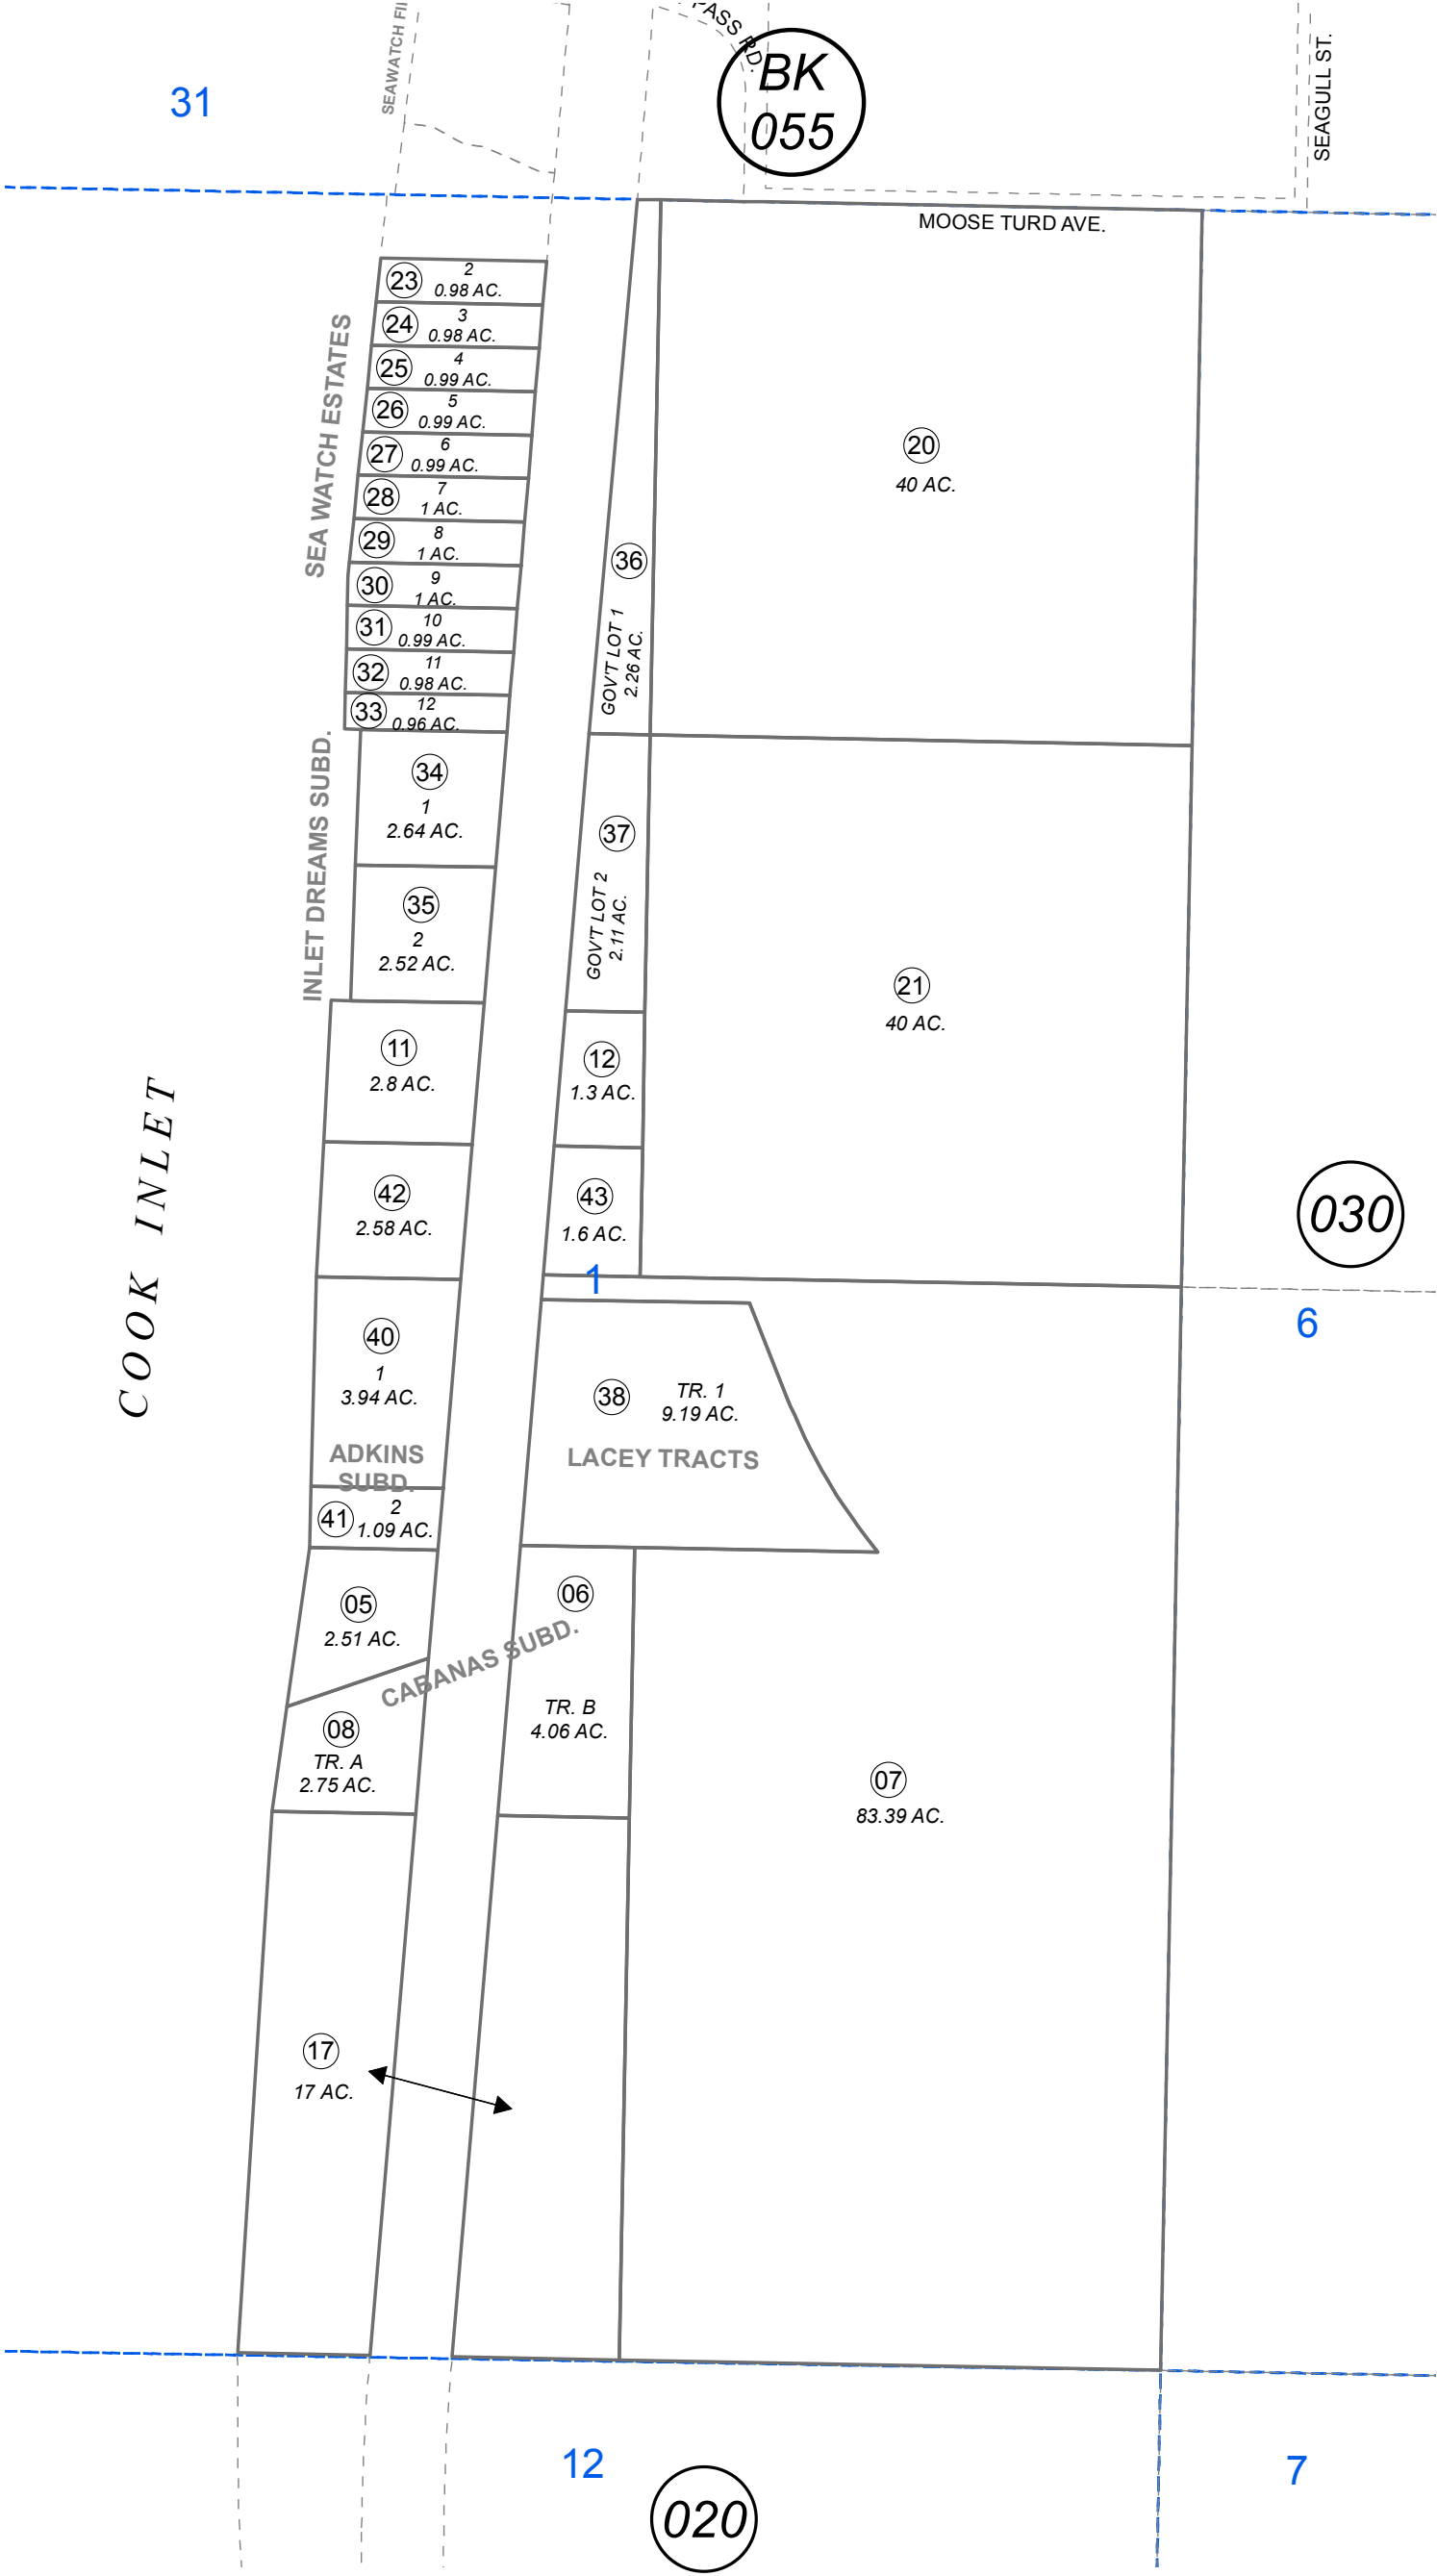 SEAWATCH
PASS RD.
BK
055
SEAGULL ST.
31
MOOSE TURD AVE.
23
2
0.98 AC.
24
3
0.98 AC.
25
4
0.99 AC.
26
5
0.99 AC.
27
6
0.99 AC.
28
7
1 AC.
29
8
1 AC.
30
9
1 AC.
31
10
0.99 AC.
32
11
0.98 AC.
33
12
0.96 AC.
SEA WATCH ESTATES
20
40 AC.
36
GOV'T LOT 1
2.26 AC.
INLET DREAMS SUBD.
34
1
2.64 AC.
35
2
2.52 AC.
37
GOV'T LOT 2
2.11 AC.
21
40 AC.
11
2.8 AC.
12
1.3 AC.
42
2.58 AC.
43
1.6 AC.
COOK INLET
030
1
6
40
1
3.94 AC.
ADKINS
SUBD.
38
TR. 1
9.19 AC.
LACEY TRACTS
41
2
1.09 AC.
05
2.51 AC.
06
CABANAS SUBD.
TR. B
4.06 AC.
08
TR. A
2.75 AC.
07
83.39 AC.
17
17 AC.
12
7
020